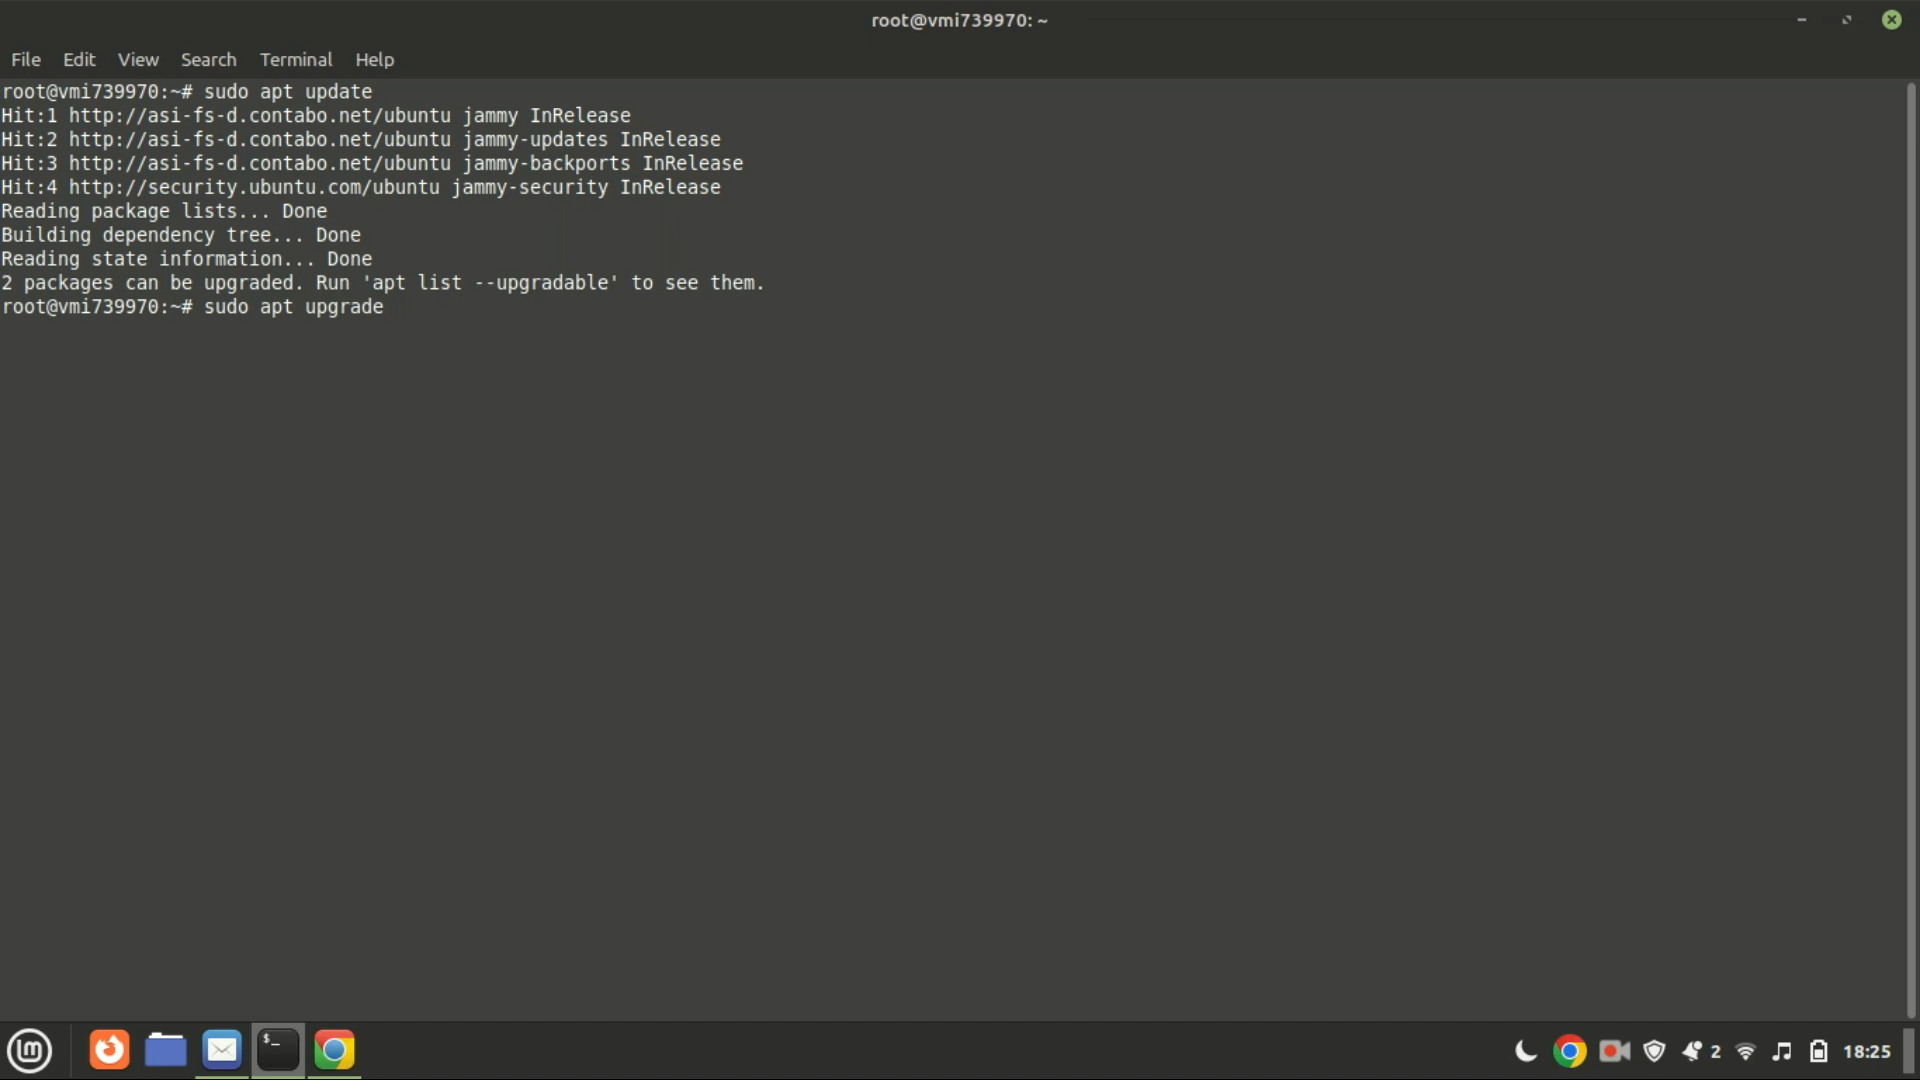 root@vmi739970: ~
File Edit View Search Terminal Help
root@vmi739970:~# sudo apt update
Hit:1 http://asi-fs-d.contabo.net/ubuntu jammy InRelease
Hit:2 http://asi-fs-d.contabo.net/ubuntu jammy-updates InRelease
Hit:3 http://asi-fs-d.contabo.net/ubuntu jammy-backports InRelease
Hit:4 http://security.ubuntu.com/ubuntu jammy-security InRelease
Reading package lists... Done
Building dependency tree... Done
Reading state information... Done
2 packages can be upgraded. Run 'apt list --upgradable' to see them.
root@vmi739970:~# sudo apt upgrade
lm $_ 2 18:25